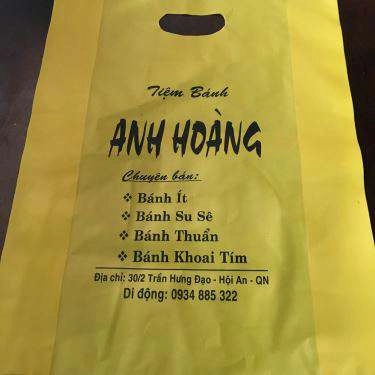 Tiệm Bánh
ANH HOÀNG
Chuyên bán:
❖ Bánh Ít
❖ Bánh Su Sê
❖ Bánh Thuẩn
❖ Bánh Khoai Tím
Địa chỉ: 30/2 Trần Hưng Đạo - Hội An - QN
Di động: 0934 885 322